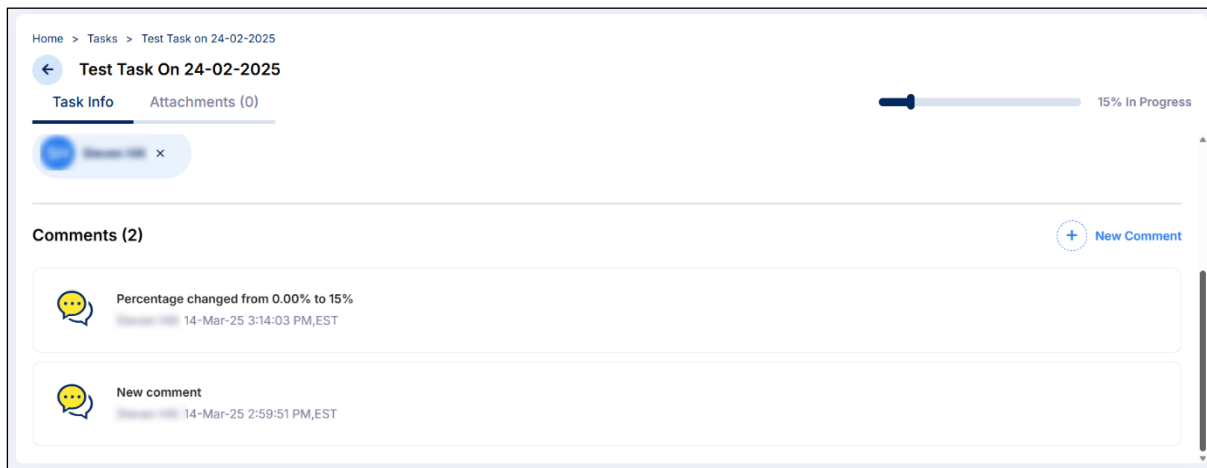 Home > Tasks > Test Task on 24-02-2025
Test Task On 24-02-2025
Task Info Attachments (0)
15% In Progress
Comments (2)
New Comment
Percentage changed from 0.00% to 15%
14-Mar-25 3:14:03 PM,EST
New comment
14-Mar-25 2:59:51 PM,EST